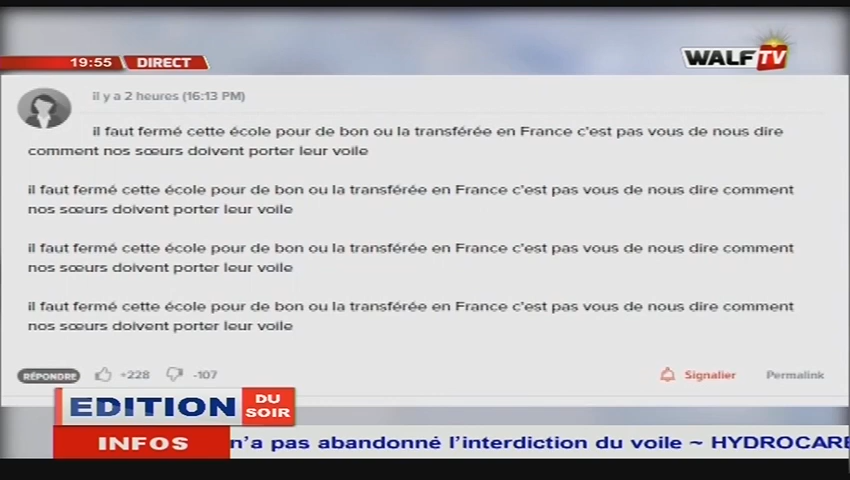 19:55 DIRECT
WALF TV
il y a 2 heures (16:13 PM)
il faut fermé cette école pour de bon ou la transférée en France c'est pas vous de nous dire
comment nos sœurs doivent porter leur voile
il faut fermé cette école pour de bon ou la transférée en France c'est pas vous de nous dire comment
nos sœurs doivent porter leur voile
il faut fermé cette école pour de bon ou la transférée en France c'est pas vous de nous dire comment
nos sœurs doivent porter leur voile
il faut fermé cette école pour de bon ou la transférée en France c'est pas vous de nous dire comment
nos sœurs doivent porter leur voile
RÉPONDRE +228 -107 Signalier Permalink
EDITION DU SOIR
INFOS n'a pas abandonné l'interdiction du voile ~ HYDROCARE